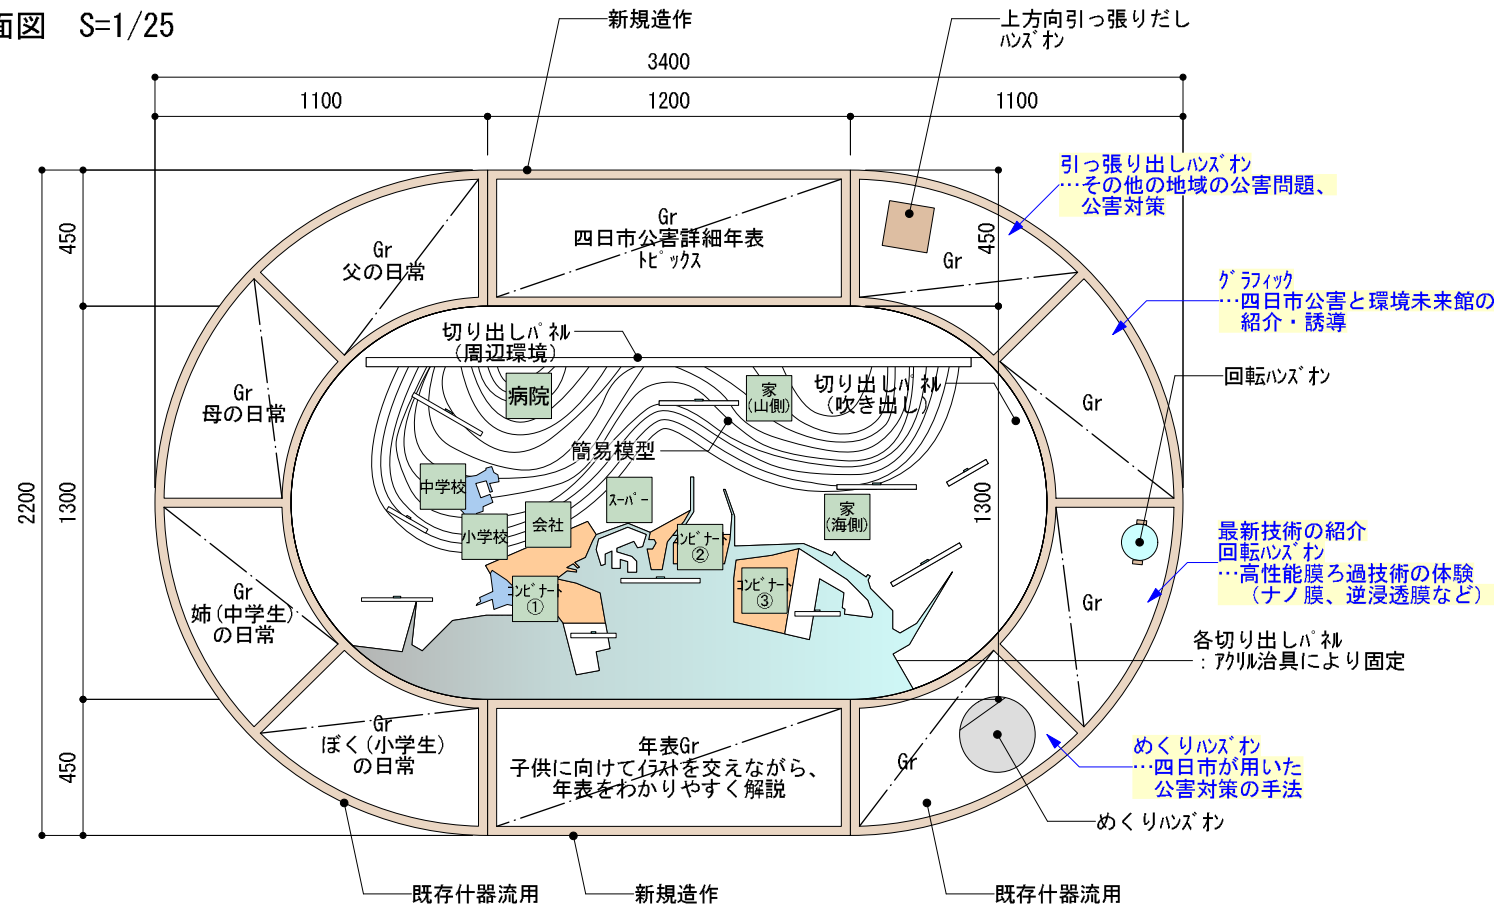 面図 S=1/25
新規造作
上方向引っ張りだし
ﾊﾝｽﾞｵﾝ
3400
1100
1200
1100
引っ張り出しﾊﾝｽﾞｵﾝ
…その他の地域の公害問題、
公害対策
450
Gr
父の日常
Gr
四日市公害詳細年表
ﾄﾋﾟｯｸｽ
450
Gr
ｸﾞﾗﾌｨｯｸ
…四日市公害と環境未来館の
紹介・誘導
切り出しﾊﾟﾈﾙ
(周辺環境)
病院
家
(山側)
切り出しﾊﾟﾈﾙ
(吹き出し)
回転ﾊﾝｽﾞｵﾝ
Gr
母の日常
Gr
簡易模型
2200
1300
中学校
ｽｰﾊﾟｰ
家
(海側)
1300
小学校
会社
ｺﾝﾋﾞﾅｰﾄ
②
最新技術の紹介
回転ﾊﾝｽﾞｵﾝ
…高性能膜ろ過技術の体験
(ナノ膜、逆浸透膜など)
Gr
姉(中学生)
の日常
ｺﾝﾋﾞﾅｰﾄ
①
ｺﾝﾋﾞﾅｰﾄ
③
Gr
各切り出しﾊﾟﾈﾙ
：ｱｸﾘﾙ治具により固定
450
Gr
ぼく(小学生)
の日常
年表Gr
子供に向けてｲﾗｽﾄを交えながら、
年表をわかりやすく解説
Gr
めくりﾊﾝｽﾞｵﾝ
…四日市が用いた
公害対策の手法
めくりﾊﾝｽﾞｵﾝ
既存什器流用
新規造作
既存什器流用